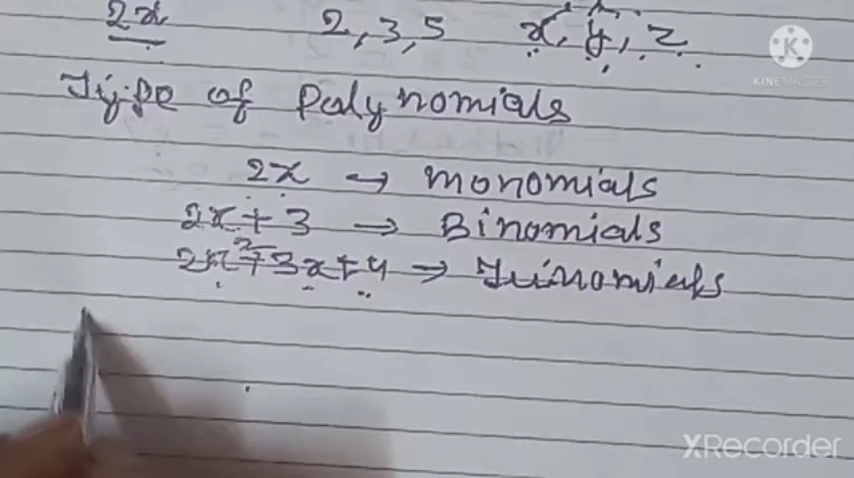 2x 2, 3, 5 x, y, z
K
KINEMASTER
Type of Polynomials
2x → monomials
2x + 3 → Binomials
2x²+3x+4 → Trinomials
XRecorder